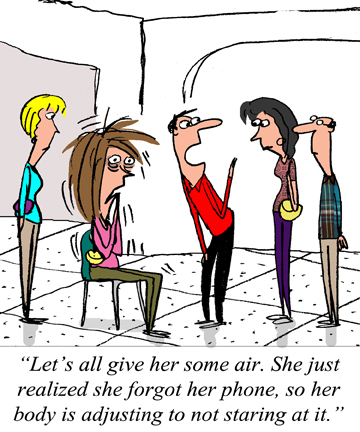 “Let’s all give her some air. She just
realized she forgot her phone, so her
body is adjusting to not staring at it.”